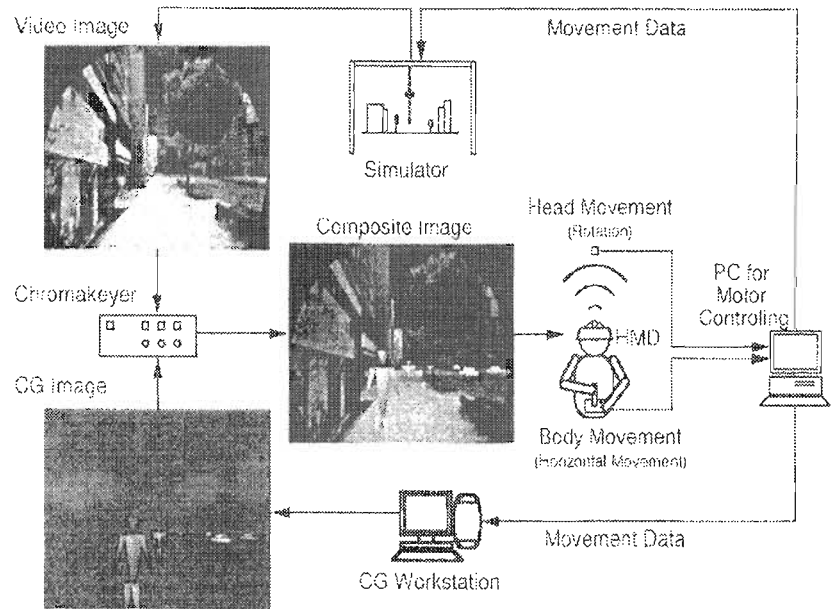 Video Image
Movement Data
Simulator
Head Movement
(Rotation)
Composite Image
PC for
Motor
Controling
Chromakeyer
HMD
CG Image
Body Movement
(Horizontal Movement)
Movement Data
CG Workstation